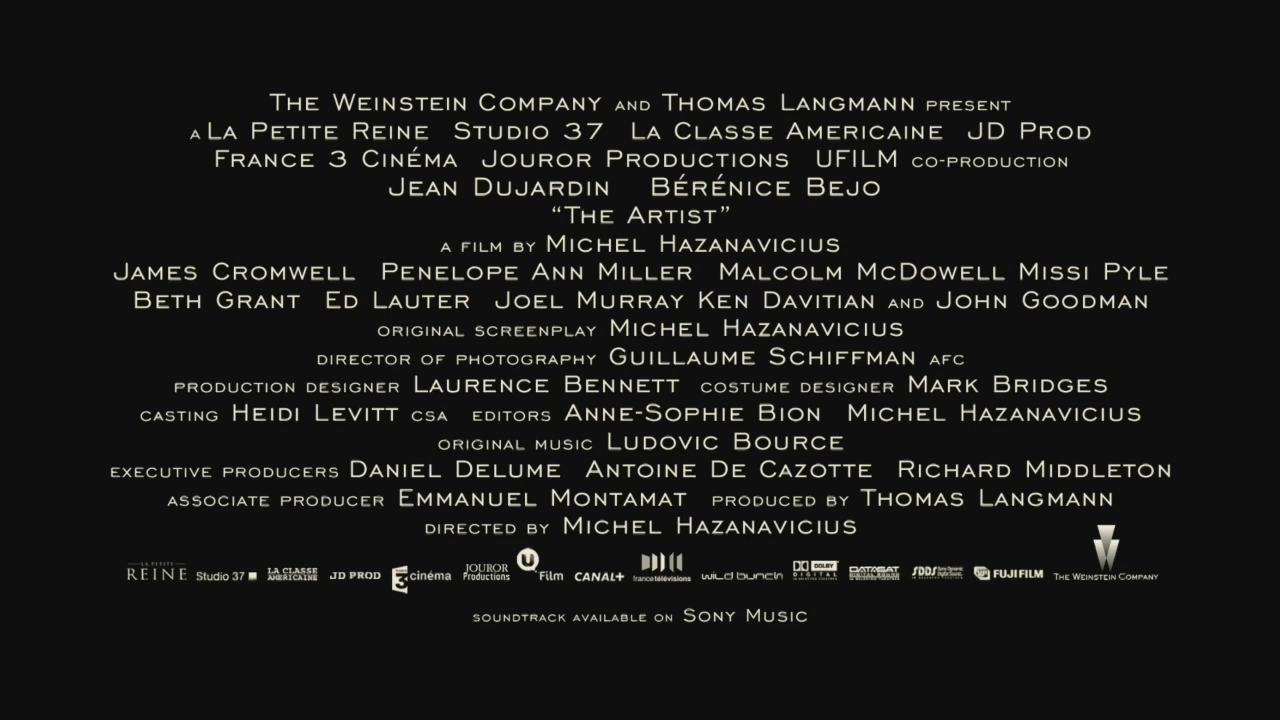 The Weinstein Company and Thomas Langmann present
a La Petite Reine Studio 37 La Classe Americaine JD Prod
France 3 Cinéma Jouror Productions UFILM co-production
Jean Dujardin Bérénice Bejo
“The Artist”
a film by Michel Hazanavicius
James Cromwell Penelope Ann Miller Malcolm McDowell Missi Pyle
Beth Grant Ed Lauter Joel Murray Ken Davitian and John Goodman
original screenplay Michel Hazanavicius
director of photography Guillaume Schiffman AFC
production designer Laurence Bennett costume designer Mark Bridges
casting Heidi Levitt CSA editors Anne-Sophie Bion Michel Hazanavicius
original music Ludovic Bource
executive producers Daniel Delume Antoine De Cazotte Richard Middleton
associate producer Emmanuel Montamat produced by Thomas Langmann
directed by Michel Hazanavicius
LA PETITE REINE Studio 37 LA CLASSE AMERICAINE JD PROD France 3 cinéma JOUROR Productions U Film CANAL+ francetélévisions wild bunch DOLBY DIGITAL DATASAT SDDS FUJIFILM The Weinstein Company
soundtrack available on Sony Music